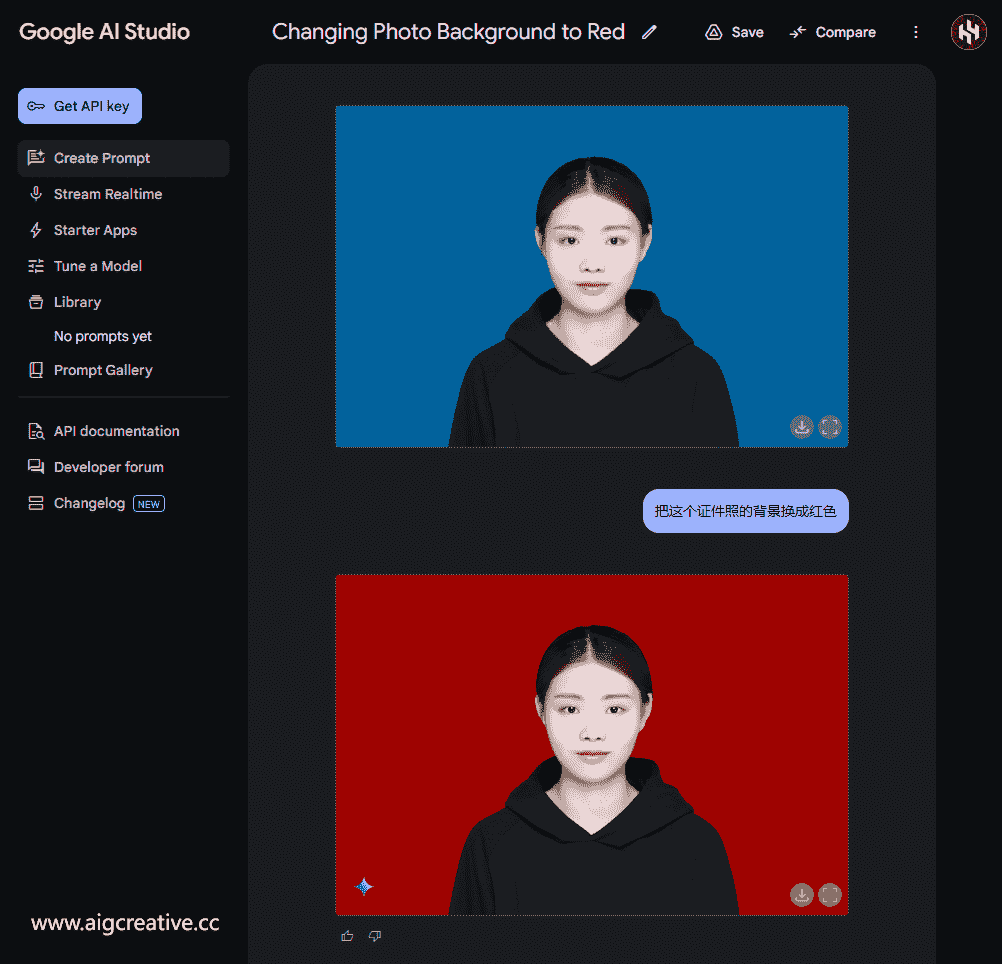 Google AI Studio
Changing Photo Background to Red
Save
Compare
Get API key
Create Prompt
Stream Realtime
Starter Apps
Tune a Model
Library
No prompts yet
Prompt Gallery
API documentation
Developer forum
Changelog NEW
把这个证件照的背景换成红色
www.aigcreative.cc